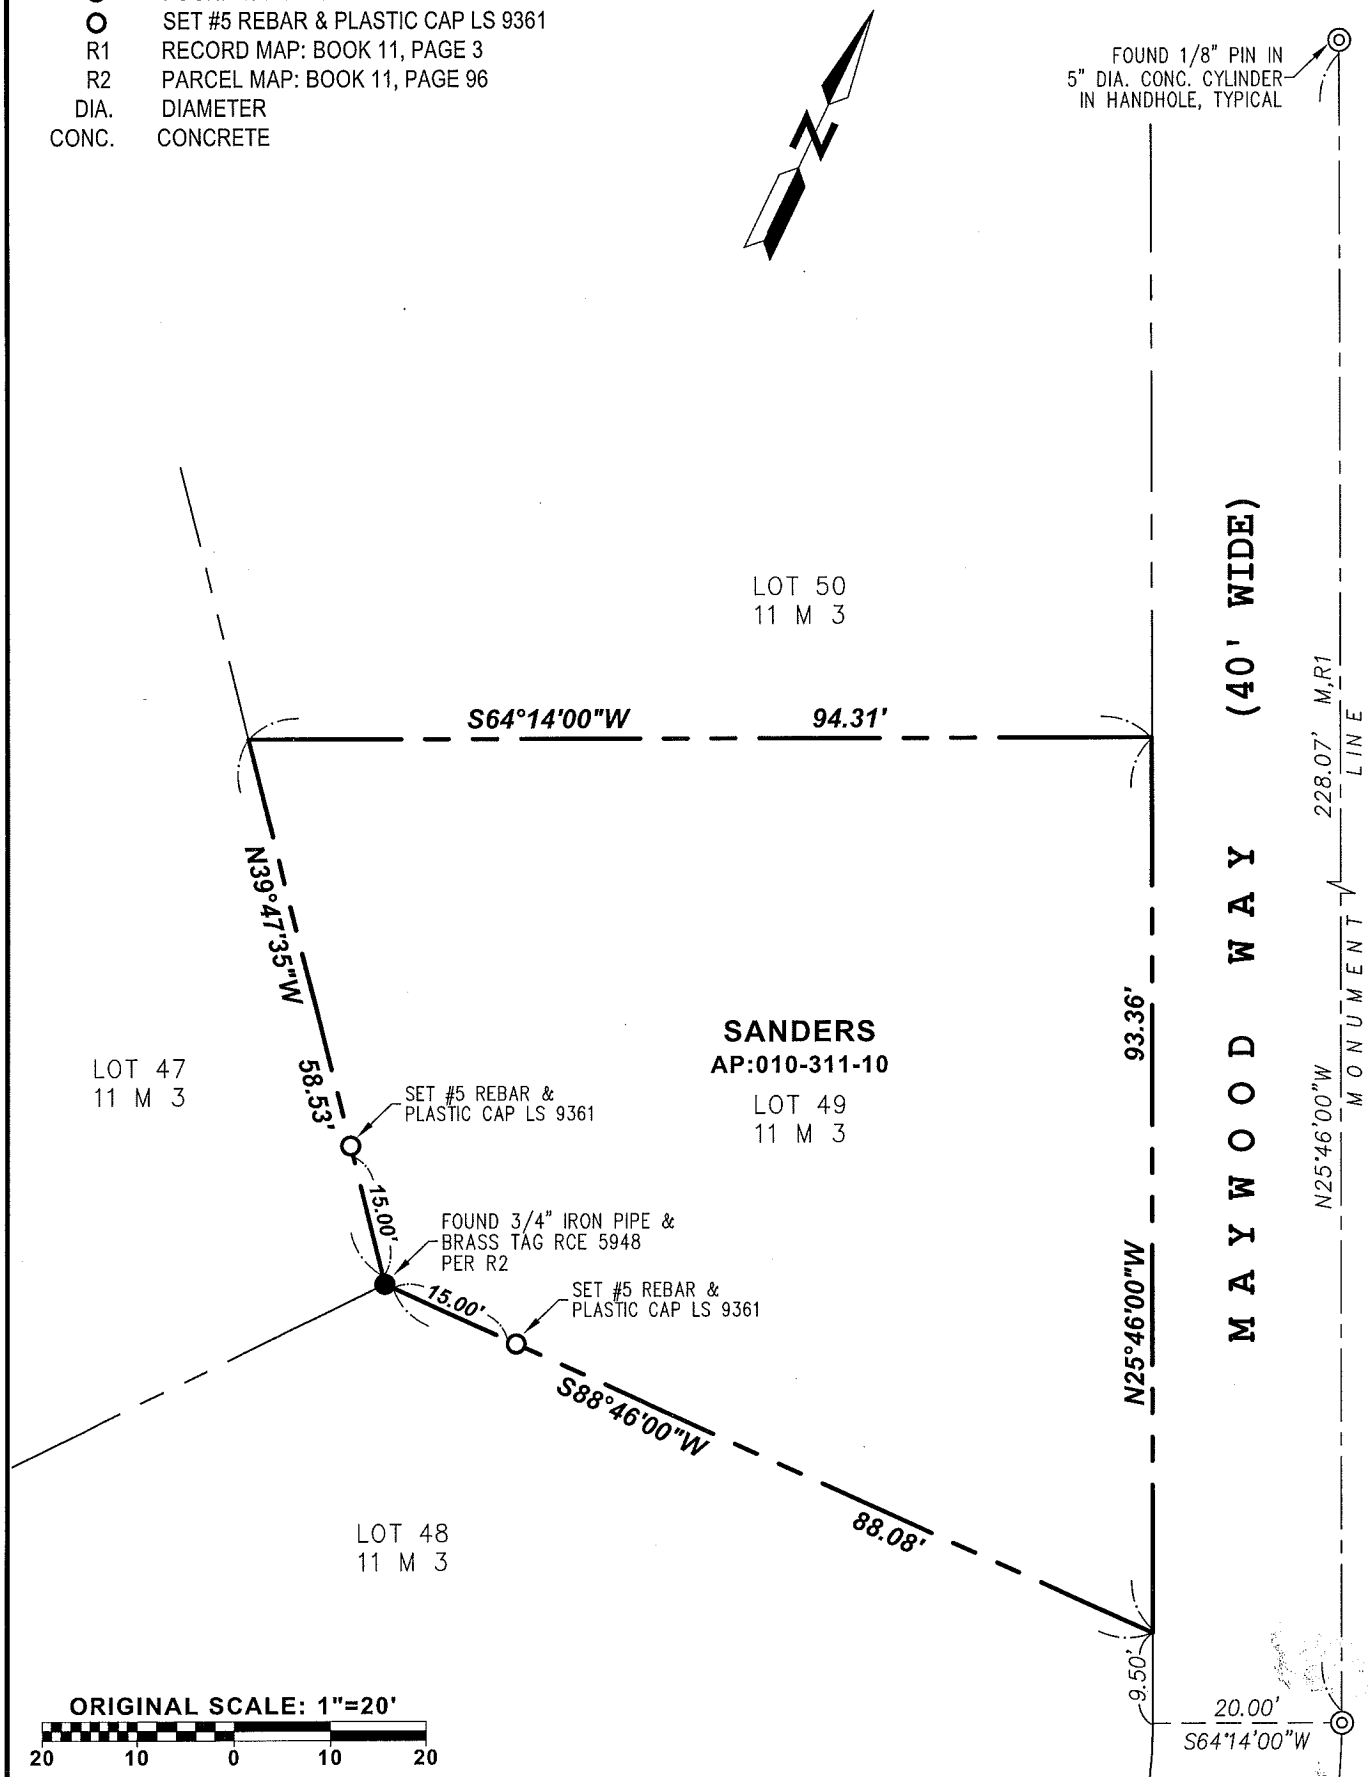 SET #5 REBAR & PLASTIC CAP LS 9361
R1 RECORD MAP: BOOK 11, PAGE 3
R2 PARCEL MAP: BOOK 11, PAGE 96
DIA. DIAMETER
CONC. CONCRETE
N
FOUND 1/8" PIN IN
5" DIA. CONC. CYLINDER
IN HANDHOLE, TYPICAL
LOT 50
11 M 3
S64°14'00"W 94.31'
MAYWOOD WAY (40' WIDE)
228.07' M,R1
N25°46'00"W
MONUMENT LINE
N39°47'35"W
58.53'
93.36'
N25°46'00"W
SANDERS
AP:010-311-10
LOT 49
11 M 3
LOT 47
11 M 3
SET #5 REBAR &
PLASTIC CAP LS 9361
15.00'
FOUND 3/4" IRON PIPE &
BRASS TAG RCE 5948
PER R2
15.00'
SET #5 REBAR &
PLASTIC CAP LS 9361
S88°46'00"W
88.08'
LOT 48
11 M 3
9.50'
20.00'
S64°14'00"W
ORIGINAL SCALE: 1"=20'
20 10 0 10 20